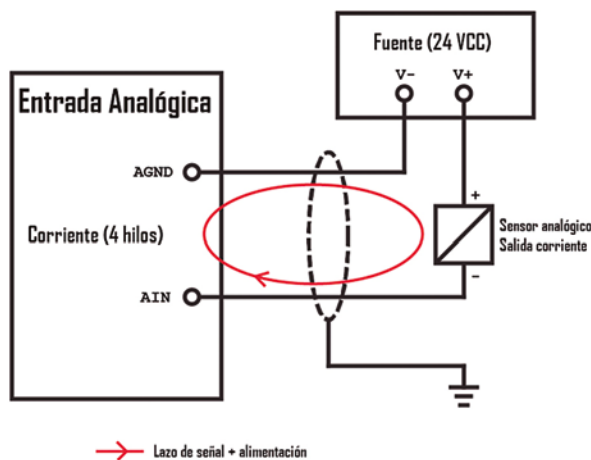 Fuente (24 VCC)
V- V+
Entrada Analógica
AGND
+
Corriente (4 hilos)
Sensor analógico
Salida corriente
-
AIN
Lazo de señal + alimentación